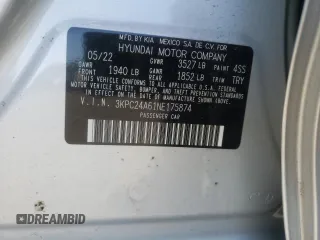 MFD. BY KIA MEXICO SA. DE C.V. FOR
HYUNDAI MOTOR COMPANY
05/22 GVWR 3527 LB PAINT 4SS
GAWR FRONT 1940 LB GAWR REAR 1852 LB TRIM TRY
THIS VEHICLE CONFORMS TO ALL APPLICABLE
FEDERAL MOTOR VEHICLE SAFETY, BUMPER, AND THEFT
PREVENTION STANDARDS IN EFFECT ON THE DATE OF
MANUFACTURE SHOWN ABOVE.
V.I.N. 3KPC24A61NE175874
PASSENGER CAR
DREAMBID